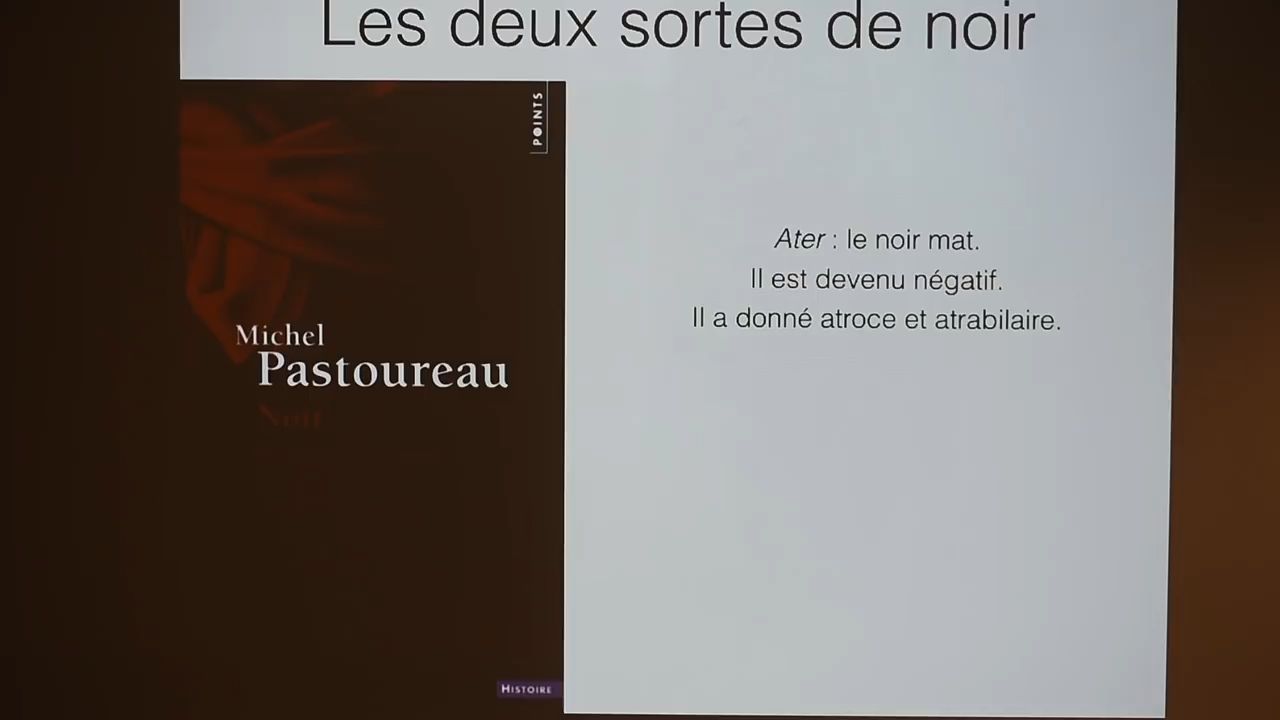 Les deux sortes de noir
POINTS
Michel
Pastoureau
Noir
HISTOIRE
Ater : le noir mat.
Il est devenu négatif.
Il a donné atroce et atrabilaire.